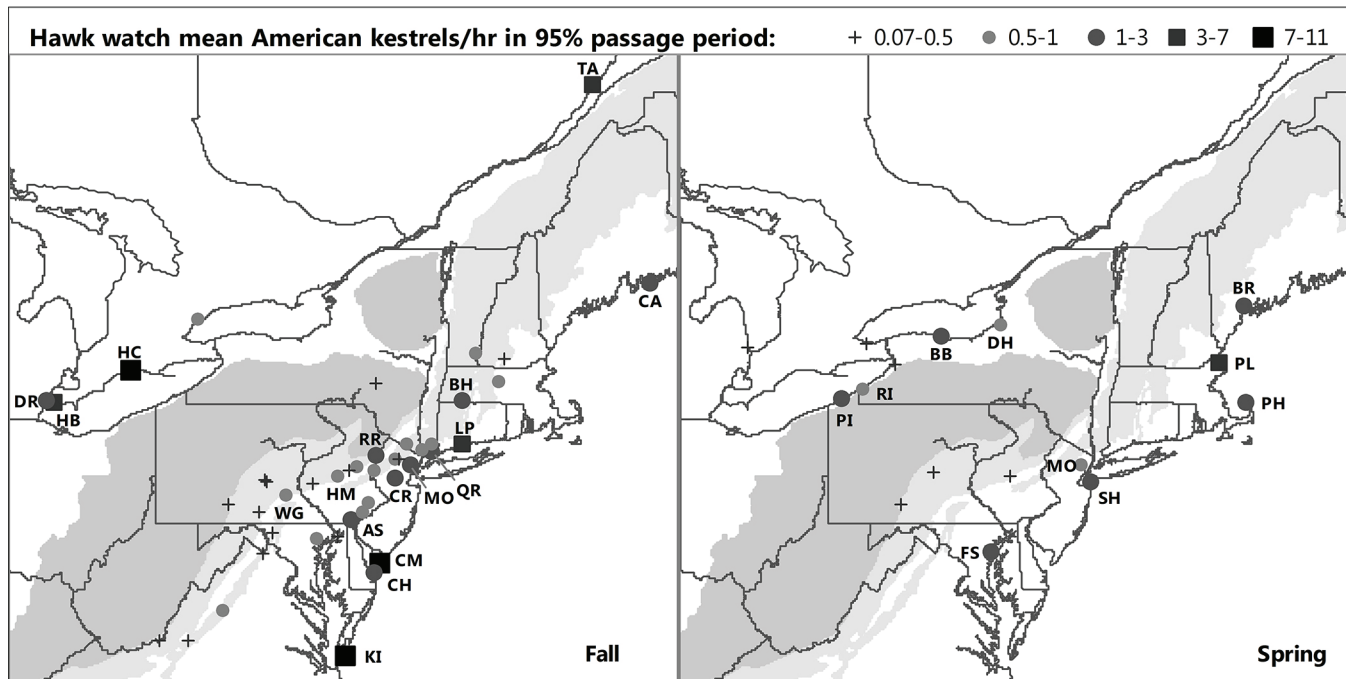 Hawk watch mean American kestrels/hr in 95% passage period: + 0.07-0.5 0.5-1 1-3 3-7 7-11
TA
CA
HC
DR
HB
BH
LP
RR
HM
CR
MO
QR
WG
AS
CM
CH
KI
Fall
BR
BB
DH
PL
RI
PI
PH
MO
SH
FS
Spring